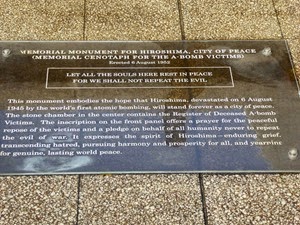 MEMORIAL MONUMENT FOR HIROSHIMA, CITY OF PEACE
(MEMORIAL CENOTAPH FOR THE A-BOMB VICTIMS)
Erected 6 August 1952
LET ALL THE SOULS HERE REST IN PEACE
FOR WE SHALL NOT REPEAT THE EVIL
This monument embodies the hope that Hiroshima, devastated on 6 August
1945 by the world's first atomic bombing, will stand forever as a city of peace.
The stone chamber in the center contains the Register of Deceased A-bomb
Victims. The inscription on the front panel offers a prayer for the peaceful
repose of the victims and a pledge on behalf of all humanity never to repeat
the evil of war. It expresses the spirit of Hiroshima — enduring grief,
transcending hatred, pursuing harmony and prosperity for all, and yearning
for genuine, lasting world peace.